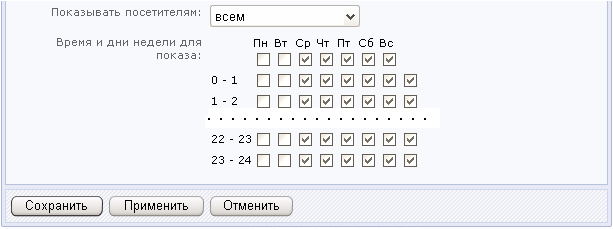 Показывать посетителям: всем
Время и дни недели для
показа:
Пн Вт Ср Чт Пт Сб Вс
0 - 1
1 - 2
. . . . . . . . . . . . . . . . . . .
22 - 23
23 - 24
Сохранить Применить Отменить